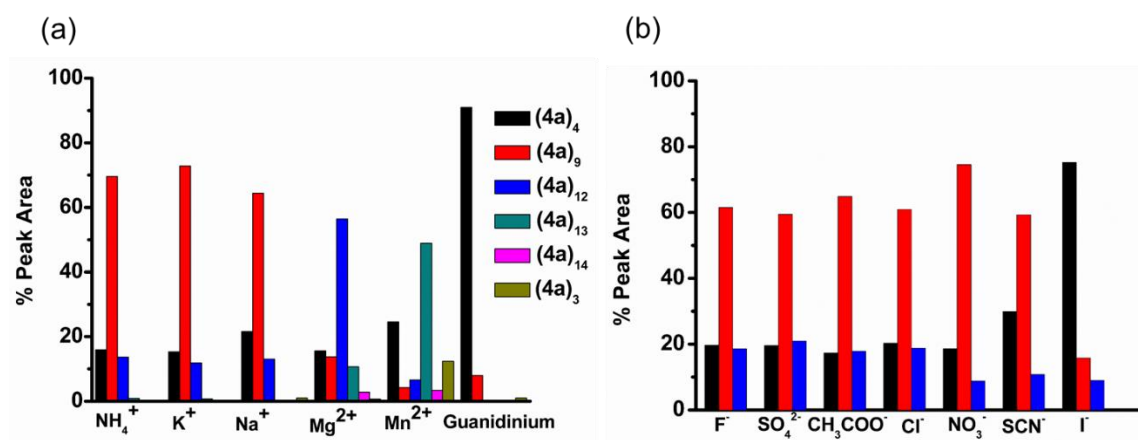 (a)
% Peak Area
100
80
60
40
20
0
NH₄⁺ K⁺ Na⁺ Mg²⁺ Mn²⁺ Guanidinium
(4a)₄
(4a)₉
(4a)₁₂
(4a)₁₃
(4a)₁₄
(4a)₃
(b)
% Peak Area
100
80
60
40
20
0
F⁻ SO₄²⁻ CH₃COO⁻ Cl⁻ NO₃⁻ SCN⁻ I⁻